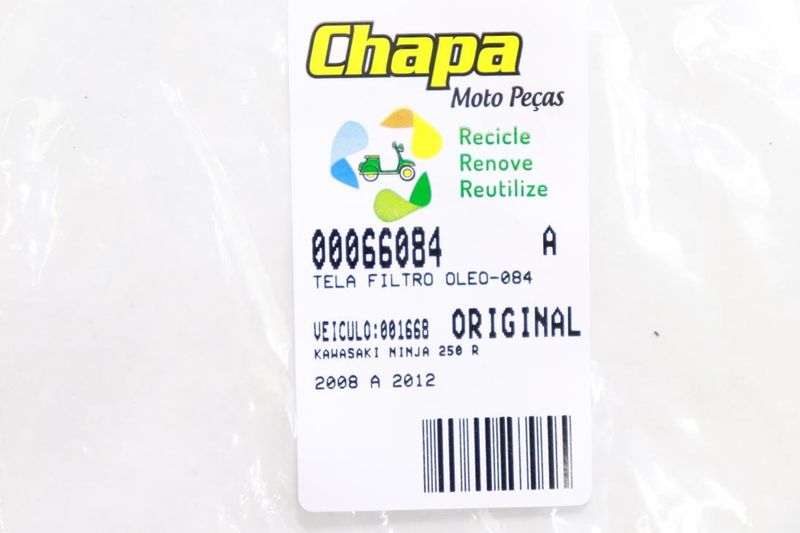 Chapa
Moto Peças
Recicle
Renove
Reutilize
00066084 A
TELA FILTRO OLEO-084
VEICULO:001668 ORIGINAL
KAWASAKI NINJA 250 R
2008 A 2012